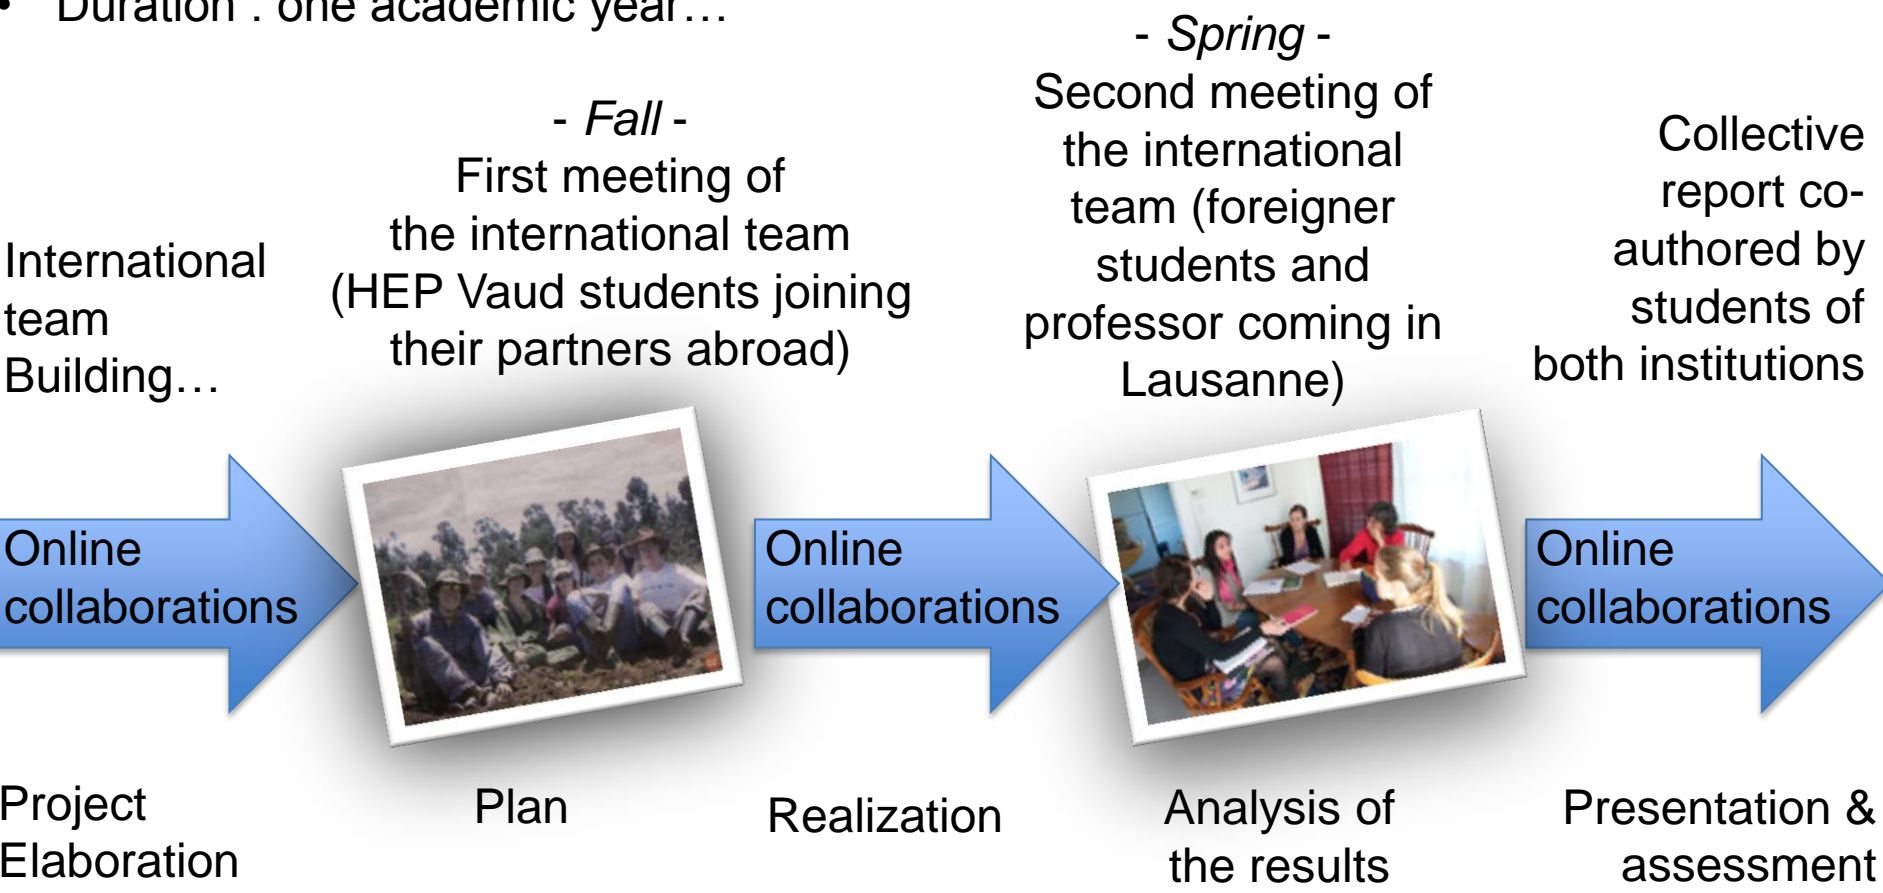 • Duration : one academic year…
International
team
Building…
- Fall -
First meeting of
the international team
(HEP Vaud students joining
their partners abroad)
- Spring -
Second meeting of
the international
team (foreigner
students and
professor coming in
Lausanne)
Collective
report co-
authored by
students of
both institutions
Online
collaborations
Online
collaborations
Online
collaborations
Project
Elaboration
Plan
Realization
Analysis of
the results
Presentation &
assessment